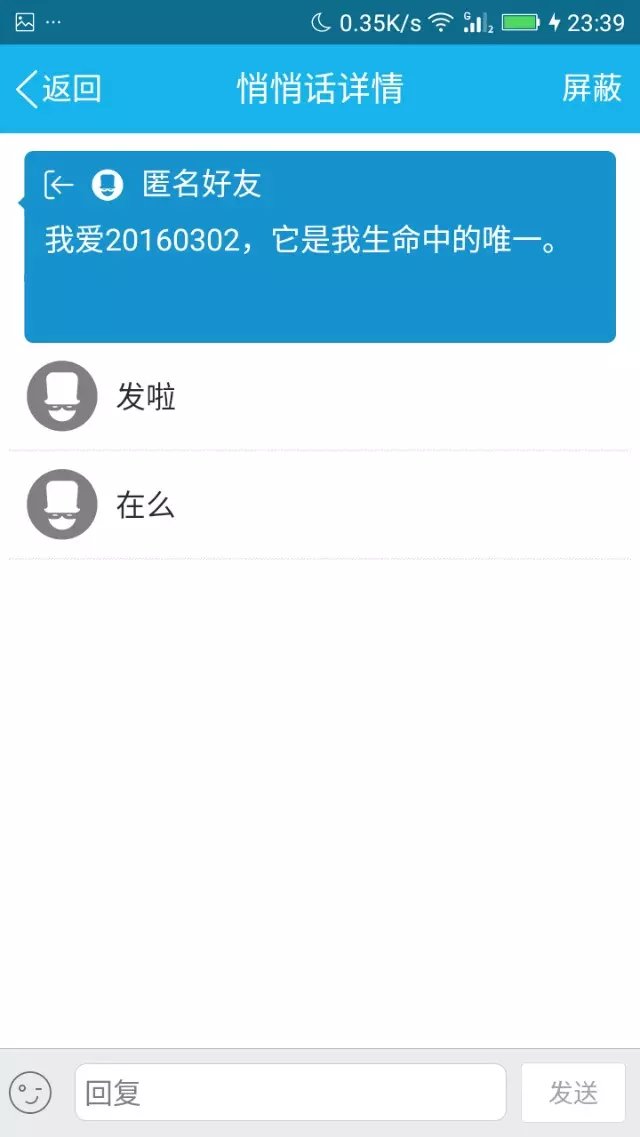 ··· 0.35K/s G 2 23:39
返回 悄悄话详情 屏蔽
匿名好友
我爱20160302，它是我生命中的唯一。
发啦
在么
回复 发送